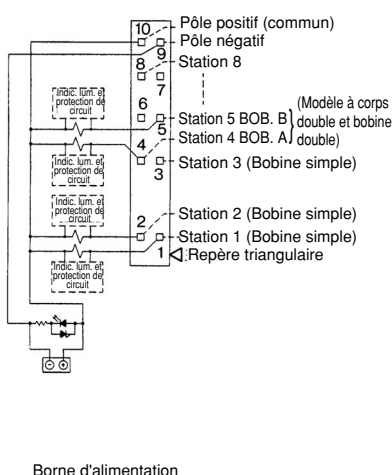 10
Pôle positif (commun)
Pôle négatif
9
8
Station 8
7
Indic. lum. et
protection de
circuit
6
(Modèle à corps
Station 5 BOB. B
double et bobine
5
Station 4 BOB. A
double)
4
Indic. lum. et
protection de
circuit
Station 3 (Bobine simple)
3
Indic. lum. et
protection de
circuit
2
Station 2 (Bobine simple)
Station 1 (Bobine simple)
1
Repère triangulaire
Indic. lum. et
protection de
circuit
Borne d'alimentation